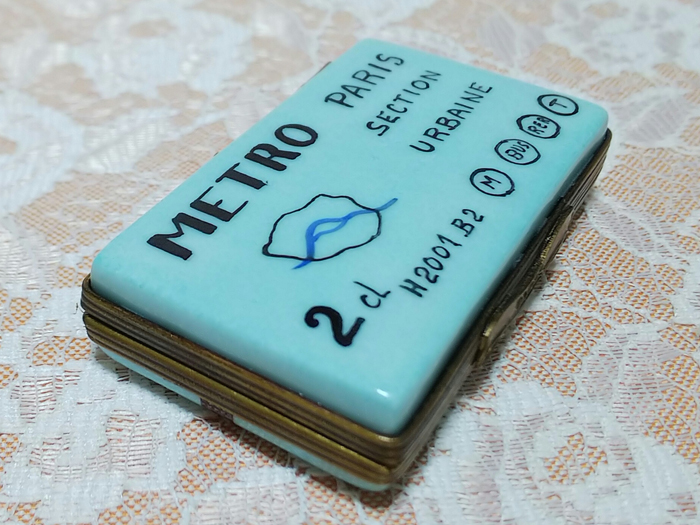 METRO PARIS
SECTION
URBAINE
M BUS RER T
2 cl H2001.B2